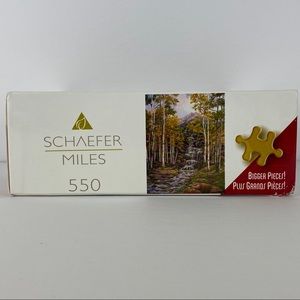 SCHAEFER
MILES
550
BIGGER PIECES!
PLUS GRANDS PIÈCES!